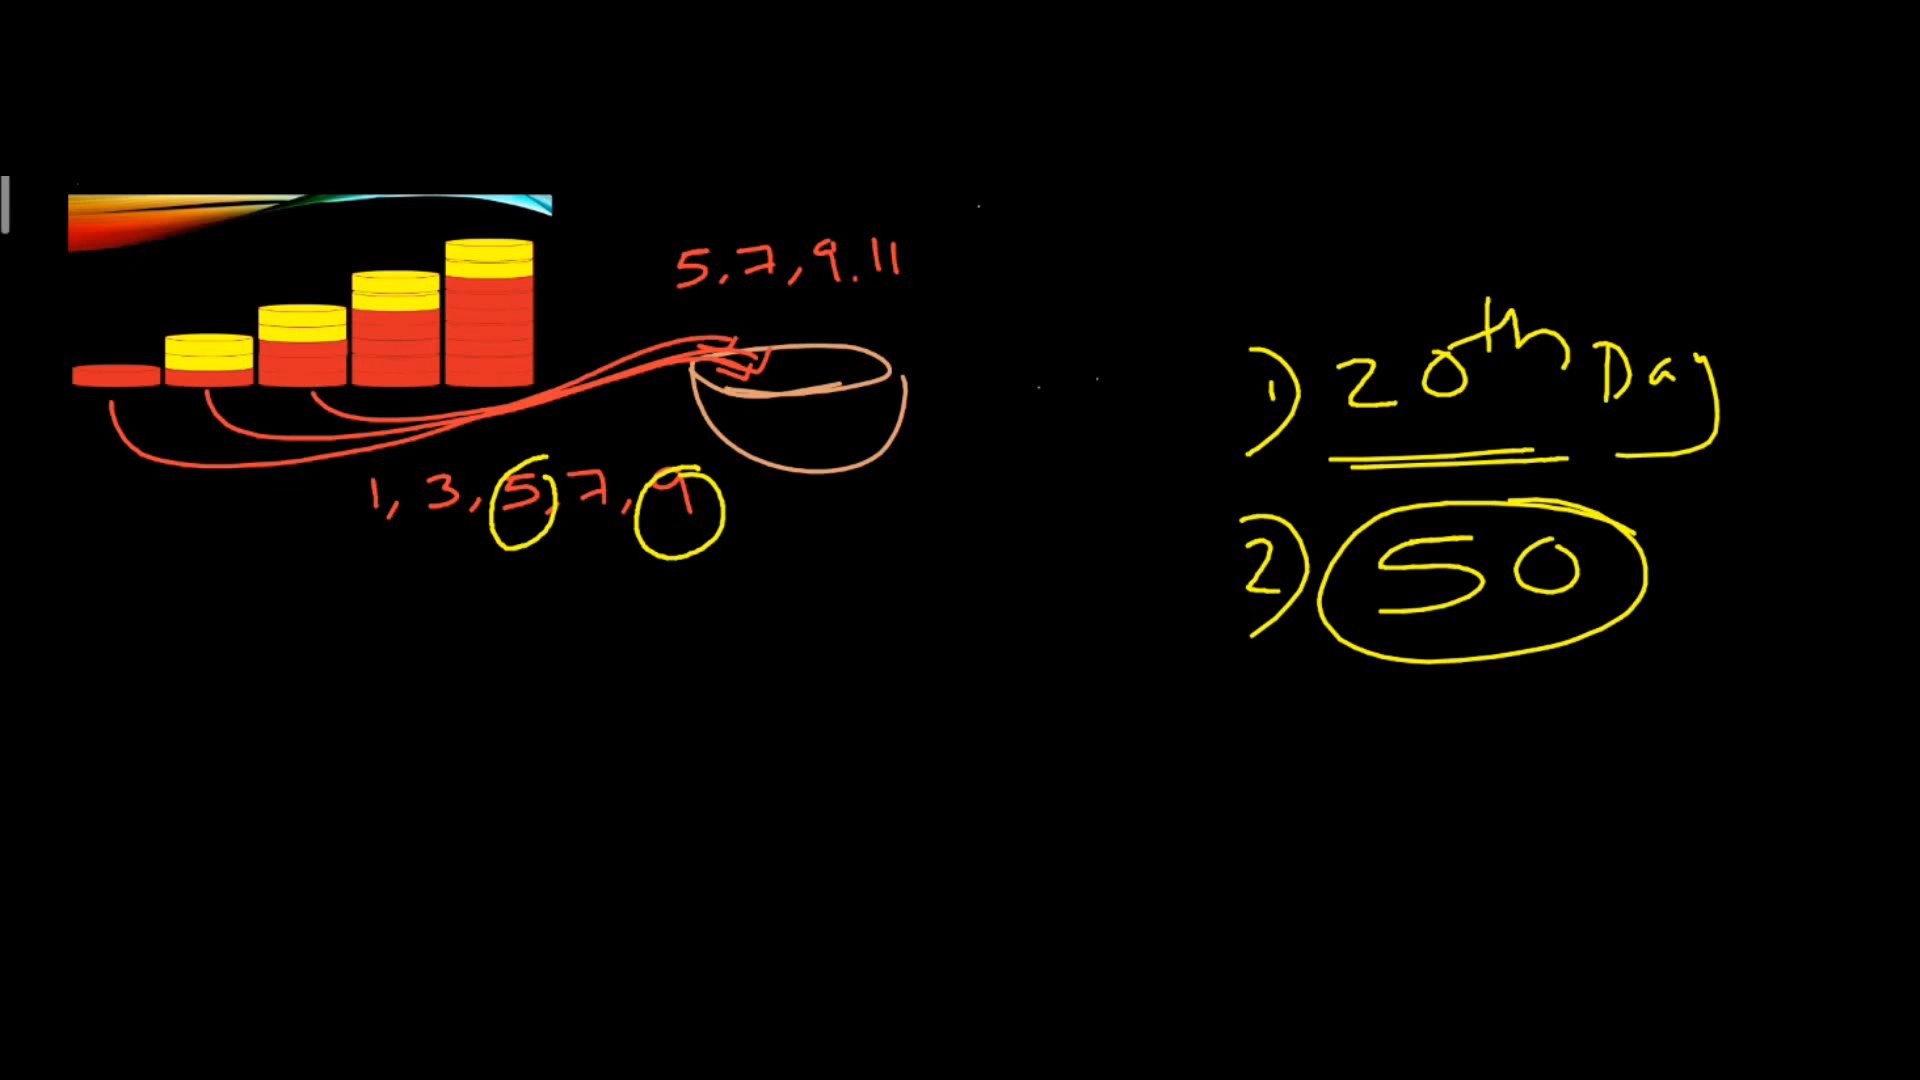 5, 7, 9. 11
1, 3, 5, 7, 9
1) 20th Day
2) 50